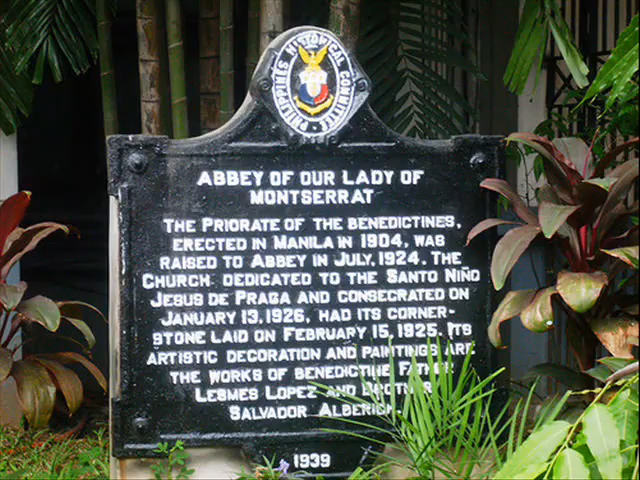 PHILIPPINES HISTORICAL COMMITTEE
ABBEY OF OUR LADY OF
MONTSERRAT
THE PRIORATE OF THE BENEDICTINES,
ERECTED IN MANILA IN 1904, WAS
RAISED TO ABBEY IN JULY, 1924. THE
CHURCH, DEDICATED TO THE SANTO NIÑO
JESUS DE PRAGA AND CONSECRATED ON
JANUARY 13, 1926, HAD ITS CORNER-
STONE LAID ON FEBRUARY 15, 1925. ITS
ARTISTIC DECORATION AND PAINTINGS ARE
THE WORKS OF BENEDICTINE FATHER
LESMES LOPEZ AND BROTHER
SALVADOR ALBERICH.
1939